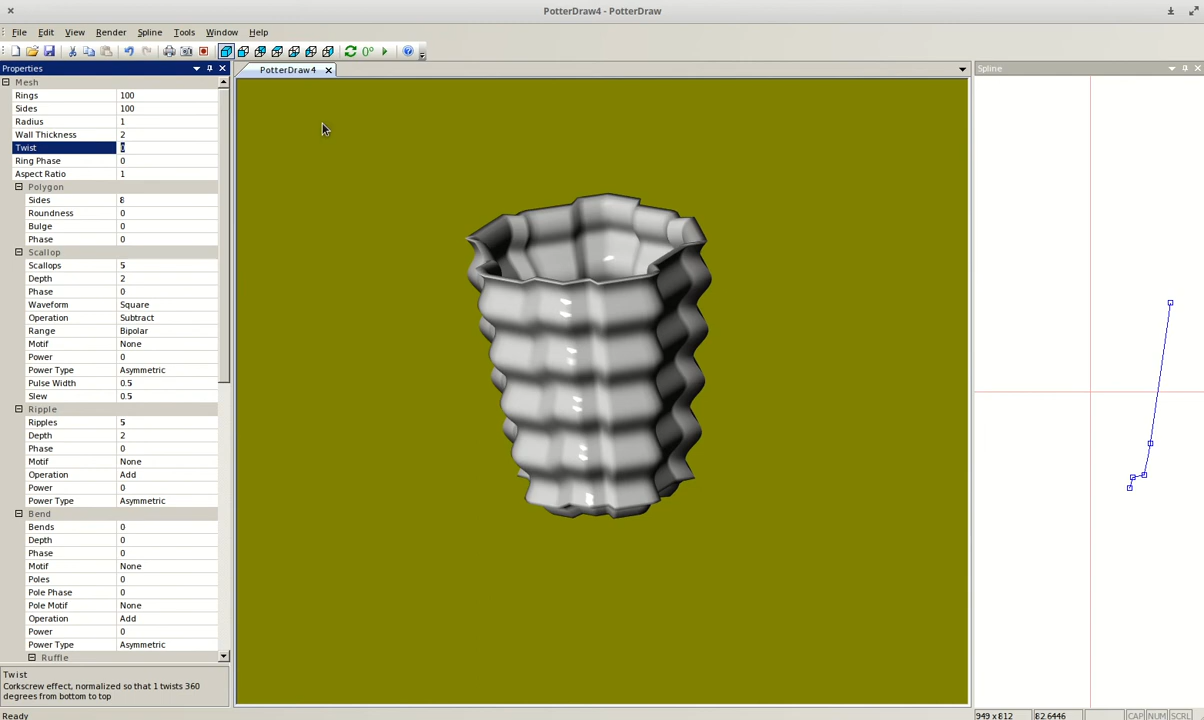 PotterDraw4 - PotterDraw
File Edit View Render Spline Tools Window Help
0°
Properties
PotterDraw4
Spline
Mesh
Rings 100
Sides 100
Radius 1
Wall Thickness 2
Twist 0
Ring Phase 0
Aspect Ratio 1
Polygon
Sides 8
Roundness 0
Bulge 0
Phase 0
Scallop
Scallops 5
Depth 2
Phase 0
Waveform Square
Operation Subtract
Range Bipolar
Motif None
Power 0
Power Type Asymmetric
Pulse Width 0.5
Slew 0.5
Ripple
Ripples 5
Depth 2
Phase 0
Motif None
Operation Add
Power 0
Power Type Asymmetric
Bend
Bends 0
Depth 0
Phase 0
Motif None
Poles 0
Pole Phase 0
Pole Motif None
Operation Add
Power 0
Power Type Asymmetric
Ruffle
Twist
Corkscrew effect, normalized so that 1 twists 360
degrees from bottom to top
Ready
949 x 812 82.6446 CAP NUM SCRL